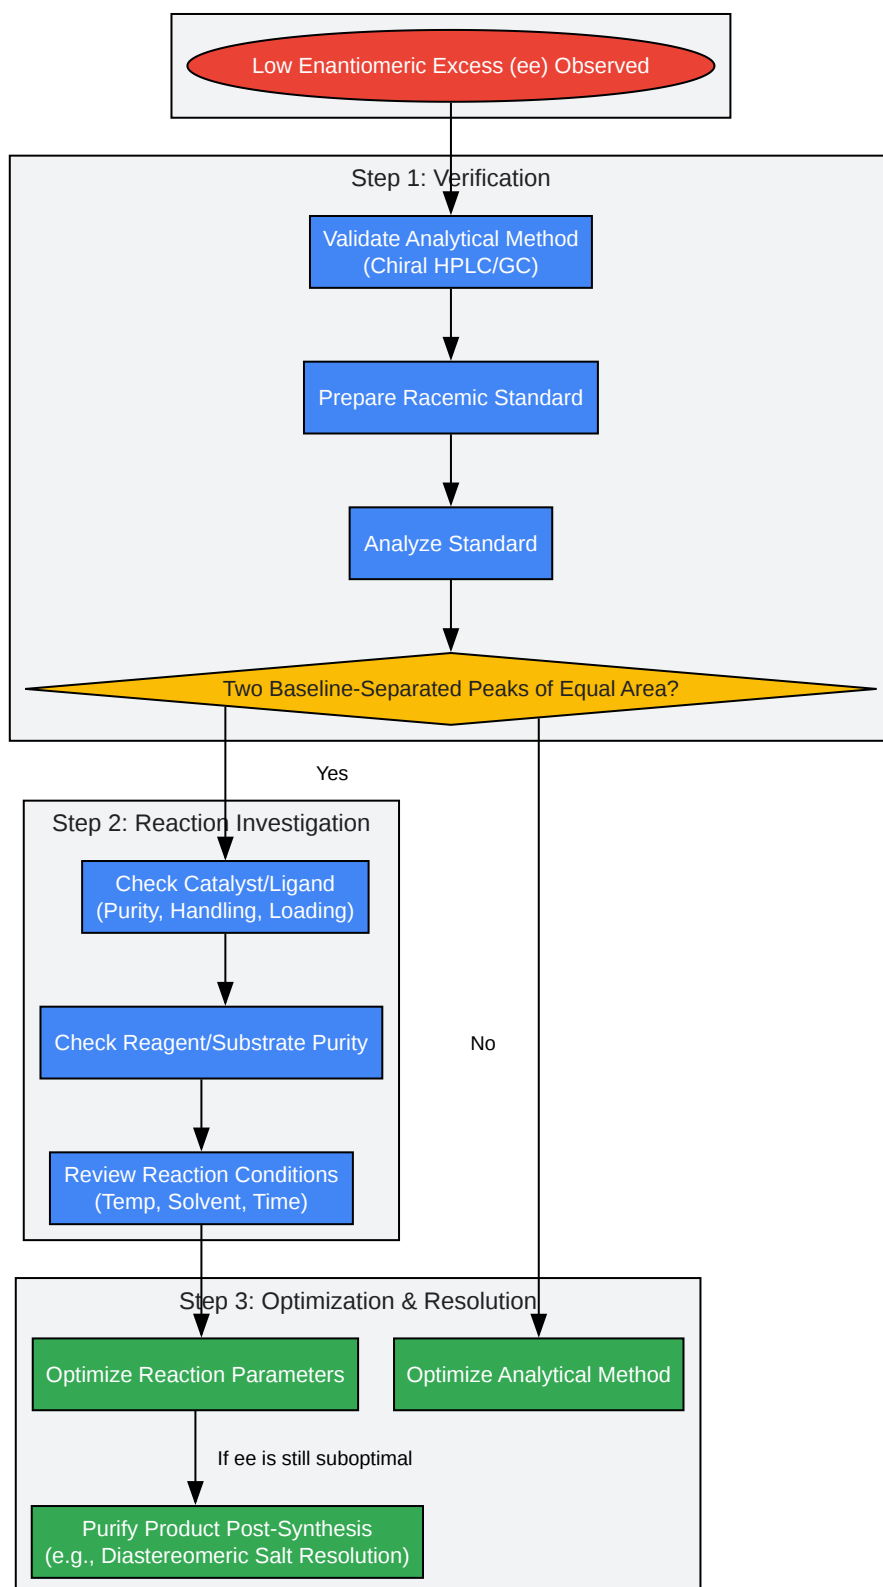 Low Enantiomeric Excess (ee) Observed
Step 1: Verification
Validate Analytical Method
(Chiral HPLC/GC)
Prepare Racemic Standard
Analyze Standard
Two Baseline-Separated Peaks of Equal Area?
Yes
Step 2: Reaction Investigation
Check Catalyst/Ligand
(Purity, Handling, Loading)
Check Reagent/Substrate Purity
No
Review Reaction Conditions
(Temp, Solvent, Time)
Step 3: Optimization & Resolution
Optimize Reaction Parameters
Optimize Analytical Method
If ee is still suboptimal
Purify Product Post-Synthesis
(e.g., Diastereomeric Salt Resolution)